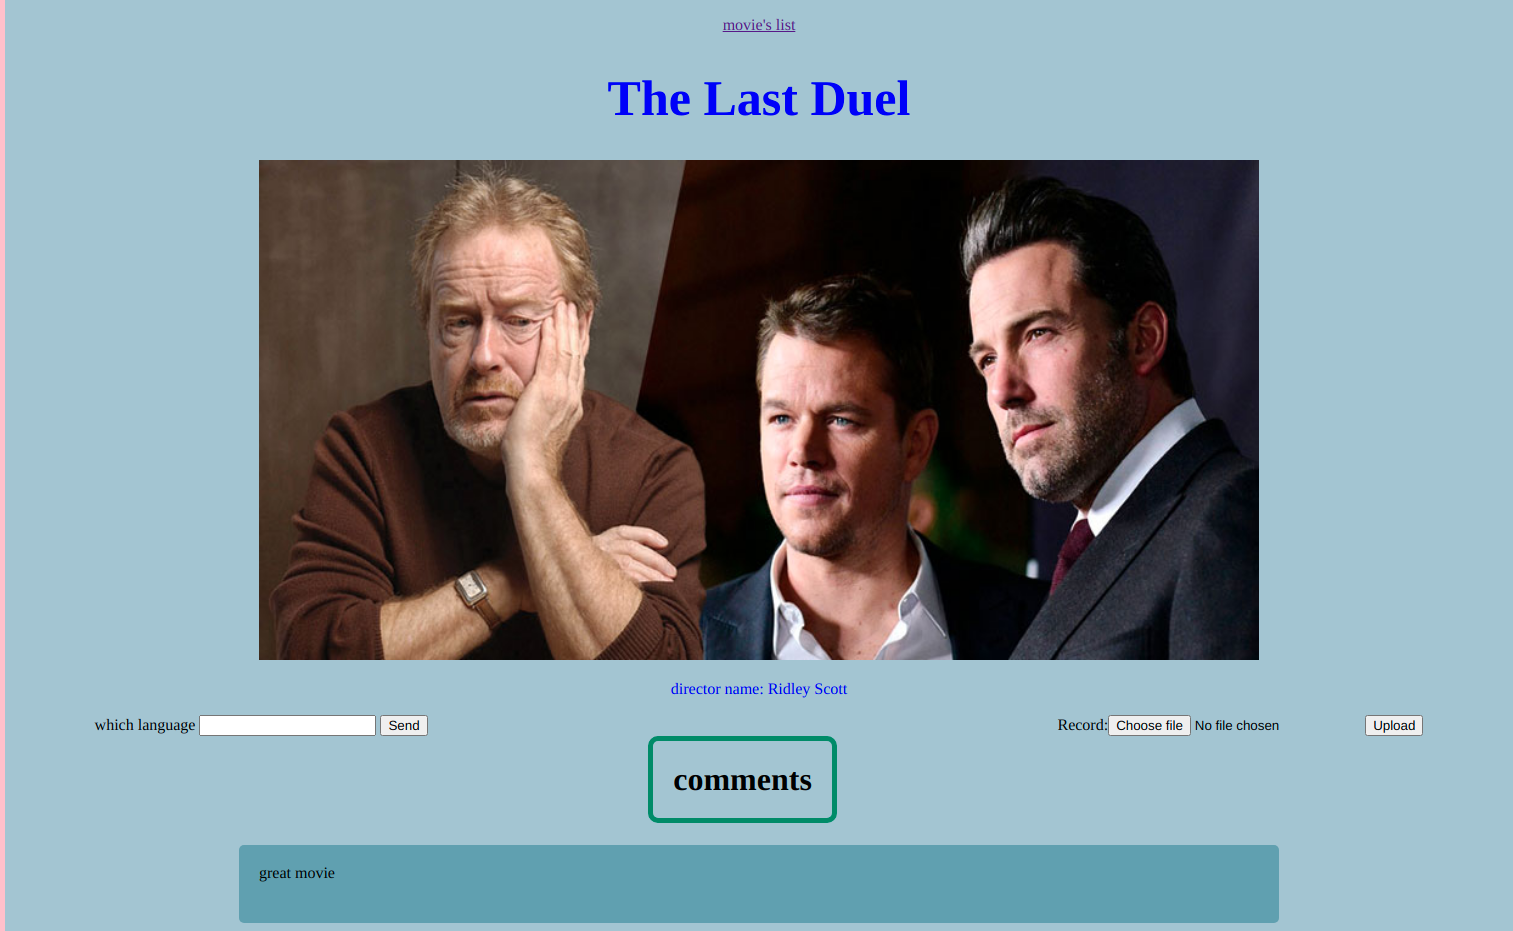 movie's list
The Last Duel
director name: Ridley Scott
which language Send Record: Choose file No file chosen Upload
comments
great movie